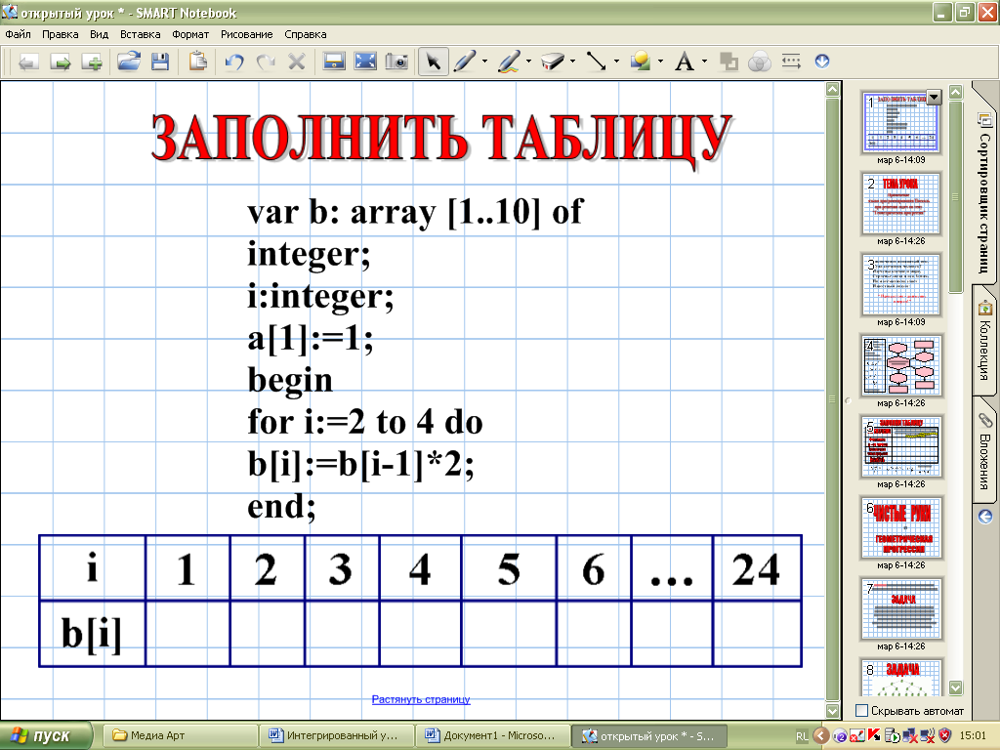 открытый урок * - SMART Notebook
Файл Правка Вид Вставка Формат Рисование Справка
ЗАПОЛНИТЬ ТАБЛИЦУ
var b: array [1..10] of
integer;
i:integer;
a[1]:=1;
begin
for i:=2 to 4 do
b[i]:=b[i-1]*2;
end;
i 1 2 3 4 5 6 ... 24
b[i]
Растянуть страницу
1
ЗАПОЛНИТЬ ТАБЛИЦУ
мар 6-14:09
2
ТЕМА УРОКА
мар 6-14:26
3
мар 6-14:09
4
мар 6-14:26
5
ЗАПОЛНИ ТАБЛИЦУ
мар 6-14:26
6
ЧИСТЫЕ РУКИ
+
ГЕОМЕТРИЧЕСКАЯ
ПРОГРЕССИЯ
мар 6-14:26
7
ЗАДАЧА
мар 6-14:26
8
ЗАДАЧА
Скрывать автомат
Сортировщик страниц
Коллекция
Вложения
пуск
Медиа Арт
Интегрированный у...
Документ1 - Microso...
открытый урок * - S...
RL
15:01